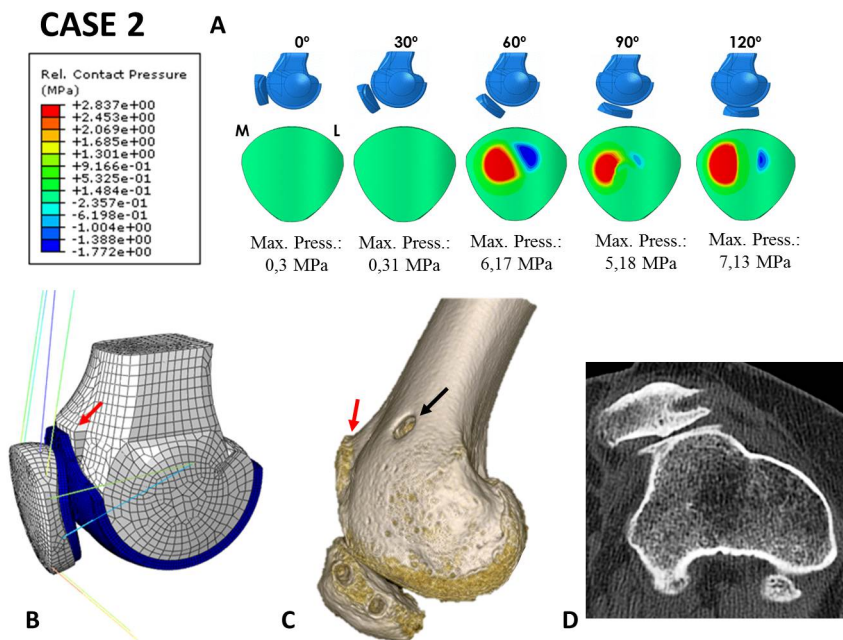 CASE 2
A
Rel. Contact Pressure
(MPa)
+2.837e+00
+2.453e+00
+2.069e+00
+1.685e+00
+1.301e+00
+9.166e-01
+5.325e-01
+1.484e-01
-2.357e-01
-6.198e-01
-1.004e+00
-1.388e+00
-1.772e+00
0º 30º 60º 90º 120º
M L
Max. Press.: Max. Press.: Max. Press.: Max. Press.: Max. Press.:
0,3 MPa 0,31 MPa 6,17 MPa 5,18 MPa 7,13 MPa
B C D